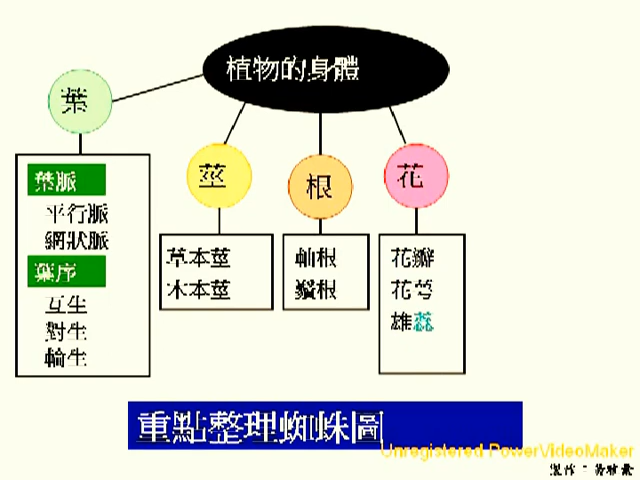 植物的身體
葉
莖
根
花
葉脈
平行脈
網狀脈
葉序
互生
對生
輪生
草本莖
木本莖
軸根
鬚根
花瓣
花萼
雄蕊
重點整理蜘蛛圖
Unregistered PowerVideoMaker
製作：